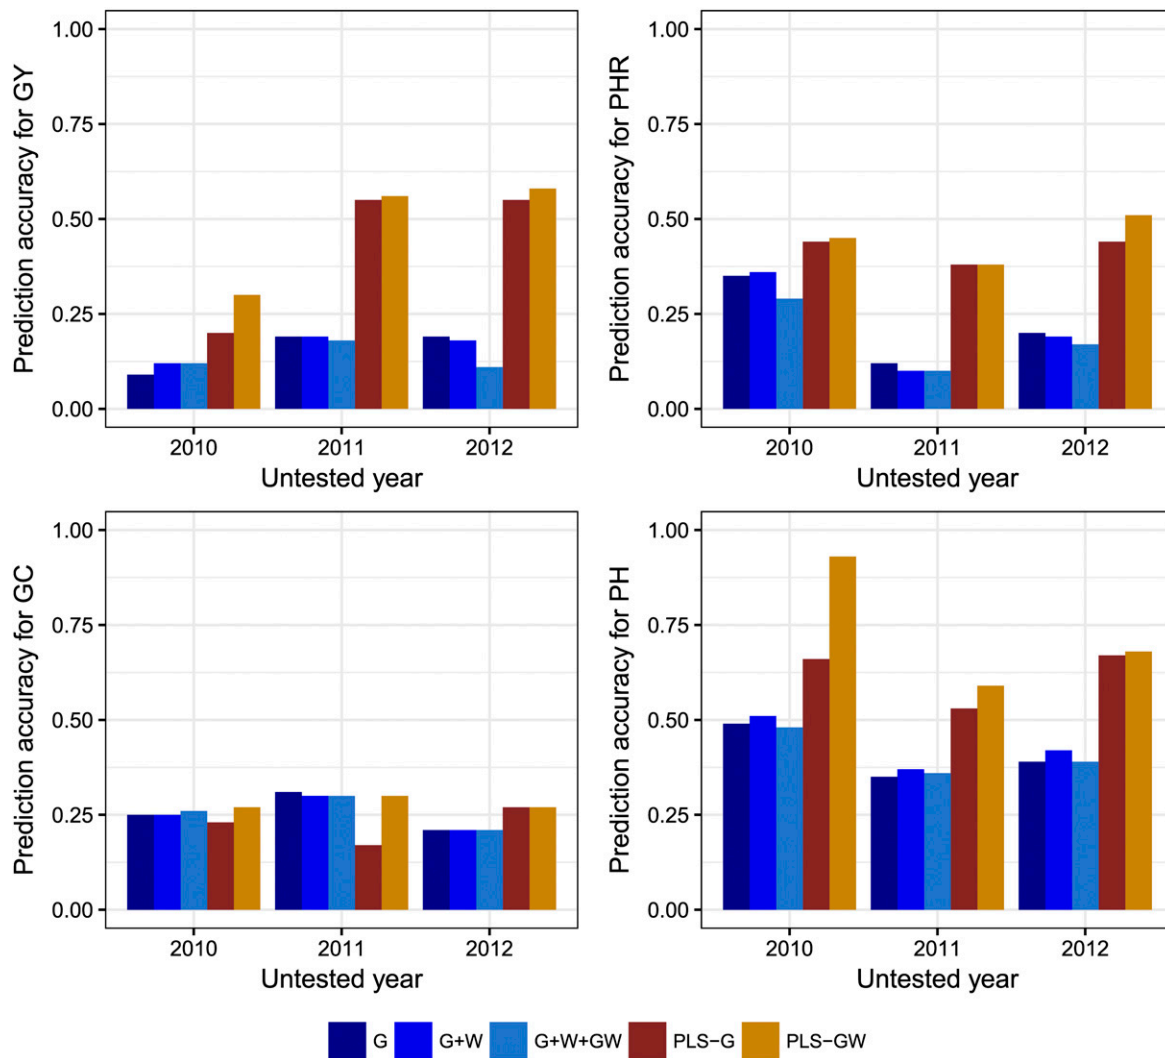 Prediction accuracy for GY
1.00
0.75
0.50
0.25
0.00
2010 2011 2012
Untested year
Prediction accuracy for PHR
1.00
0.75
0.50
0.25
0.00
2010 2011 2012
Untested year
Prediction accuracy for GC
1.00
0.75
0.50
0.25
0.00
2010 2011 2012
Untested year
Prediction accuracy for PH
1.00
0.75
0.50
0.25
0.00
2010 2011 2012
Untested year
G G+W G+W+GW PLS−G PLS−GW